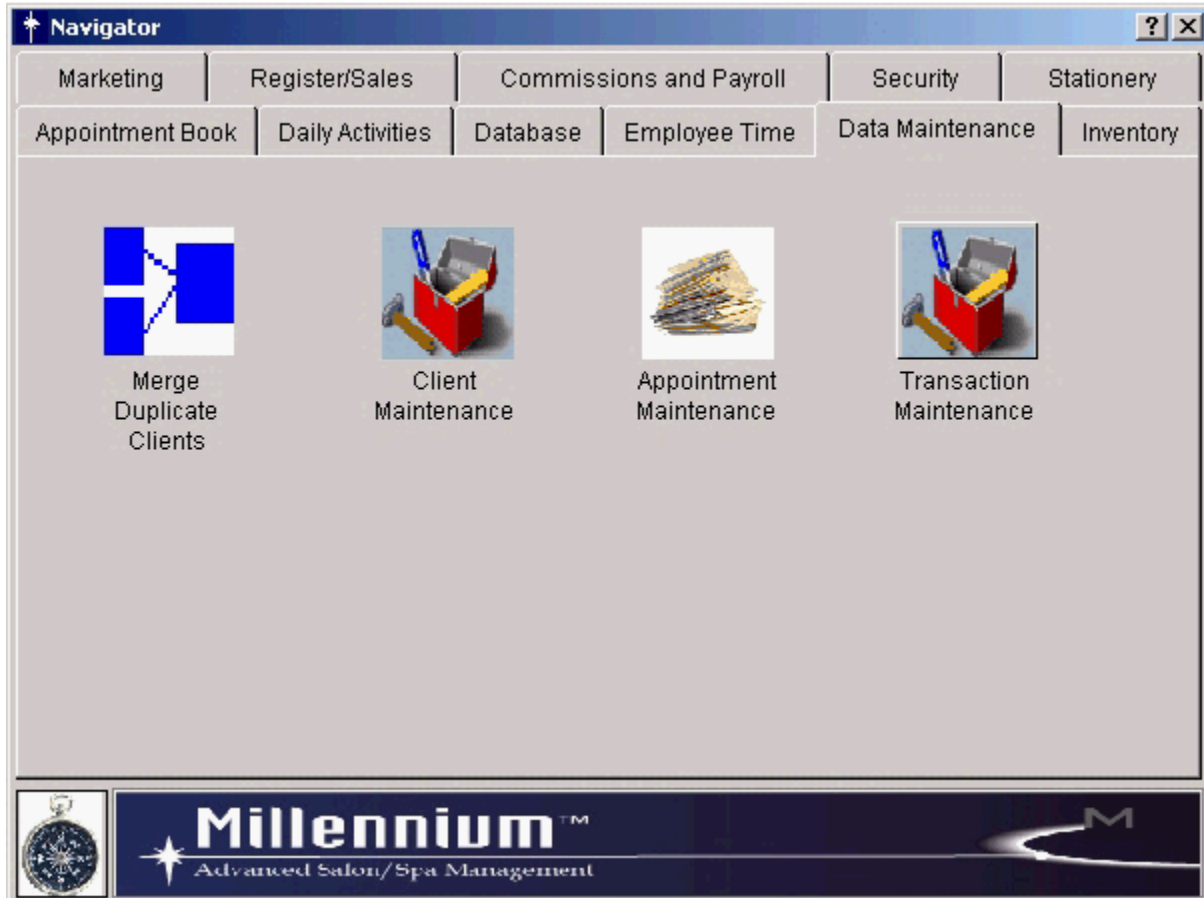 Navigator
Marketing Register/Sales Commissions and Payroll Security Stationery
Appointment Book Daily Activities Database Employee Time Data Maintenance Inventory
Merge
Duplicate
Clients
Client
Maintenance
Appointment
Maintenance
Transaction
Maintenance
Millennium™
Advanced Salon/Spa Management
M